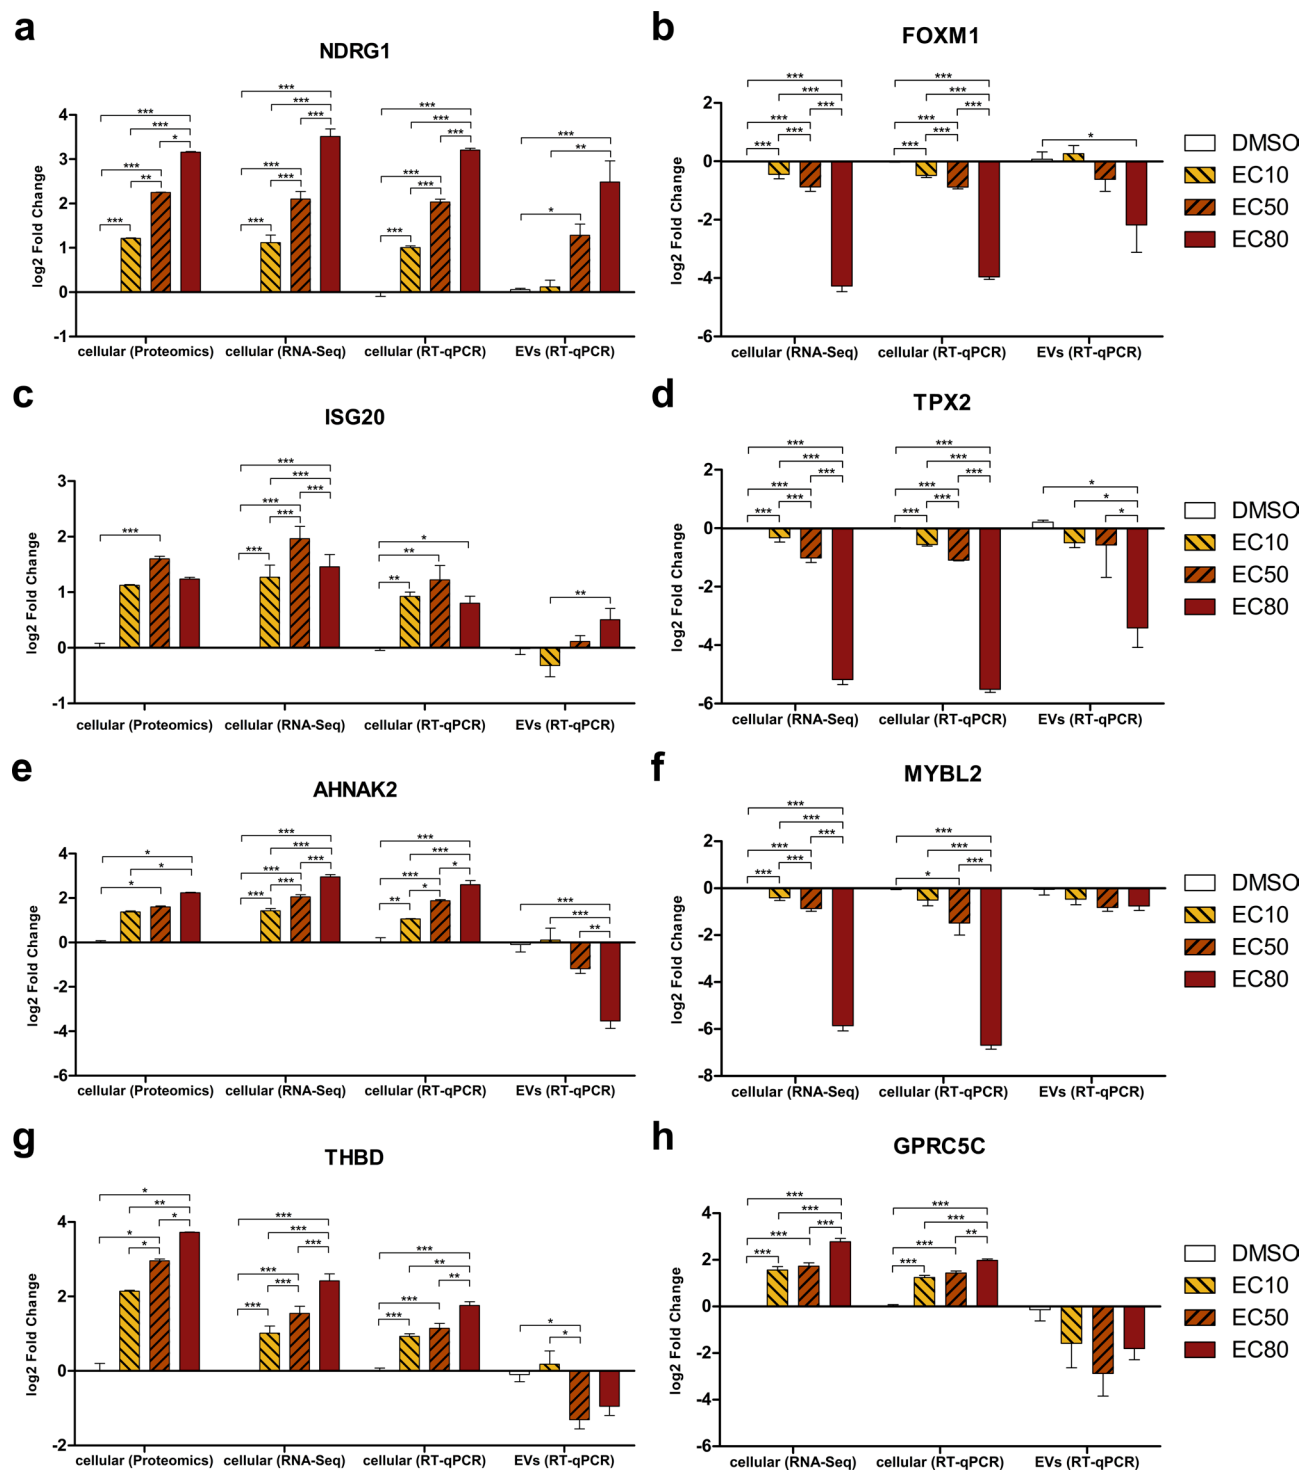 a
NDRG1
log2 Fold Change
4
3
2
1
0
-1
*** *** * *** ** ***
*** *** *** *** *** ***
*** *** *** *** *** ***
*** ** *
cellular (Proteomics) cellular (RNA-Seq) cellular (RT-qPCR) EVs (RT-qPCR)
b
FOXM1
log2 Fold Change
2
0
-2
-4
-6
*** *** *** *** *** ***
*** *** *** *** *** ***
*
cellular (RNA-Seq) cellular (RT-qPCR) EVs (RT-qPCR)
DMSO
EC10
EC50
EC80
c
ISG20
log2 Fold Change
3
2
1
0
-1
***
*** *** *** *** *** ***
* ** **
**
cellular (Proteomics) cellular (RNA-Seq) cellular (RT-qPCR) EVs (RT-qPCR)
d
TPX2
log2 Fold Change
2
0
-2
-4
-6
*** *** *** *** *** ***
*** *** *** *** *** ***
* * *
cellular (RNA-Seq) cellular (RT-qPCR) EVs (RT-qPCR)
DMSO
EC10
EC50
EC80
e
AHNAK2
log2 Fold Change
4
2
0
-2
-4
-6
* * *
*** *** *** *** *** ***
*** *** * *** * **
*** *** **
cellular (Proteomics) cellular (RNA-Seq) cellular (RT-qPCR) EVs (RT-qPCR)
f
MYBL2
log2 Fold Change
2
0
-2
-4
-6
-8
*** *** *** *** *** ***
*** *** *** *
cellular (RNA-Seq) cellular (RT-qPCR) EVs (RT-qPCR)
DMSO
EC10
EC50
EC80
g
THBD
log2 Fold Change
4
2
0
-2
* ** * * *
*** *** *** *** *** ***
*** ** ** *** ***
* *
cellular (Proteomics) cellular (RNA-Seq) cellular (RT-qPCR) EVs (RT-qPCR)
h
GPRC5C
log2 Fold Change
4
2
0
-2
-4
-6
*** *** *** *** ***
*** *** ** *** ***
cellular (RNA-Seq) cellular (RT-qPCR) EVs (RT-qPCR)
DMSO
EC10
EC50
EC80